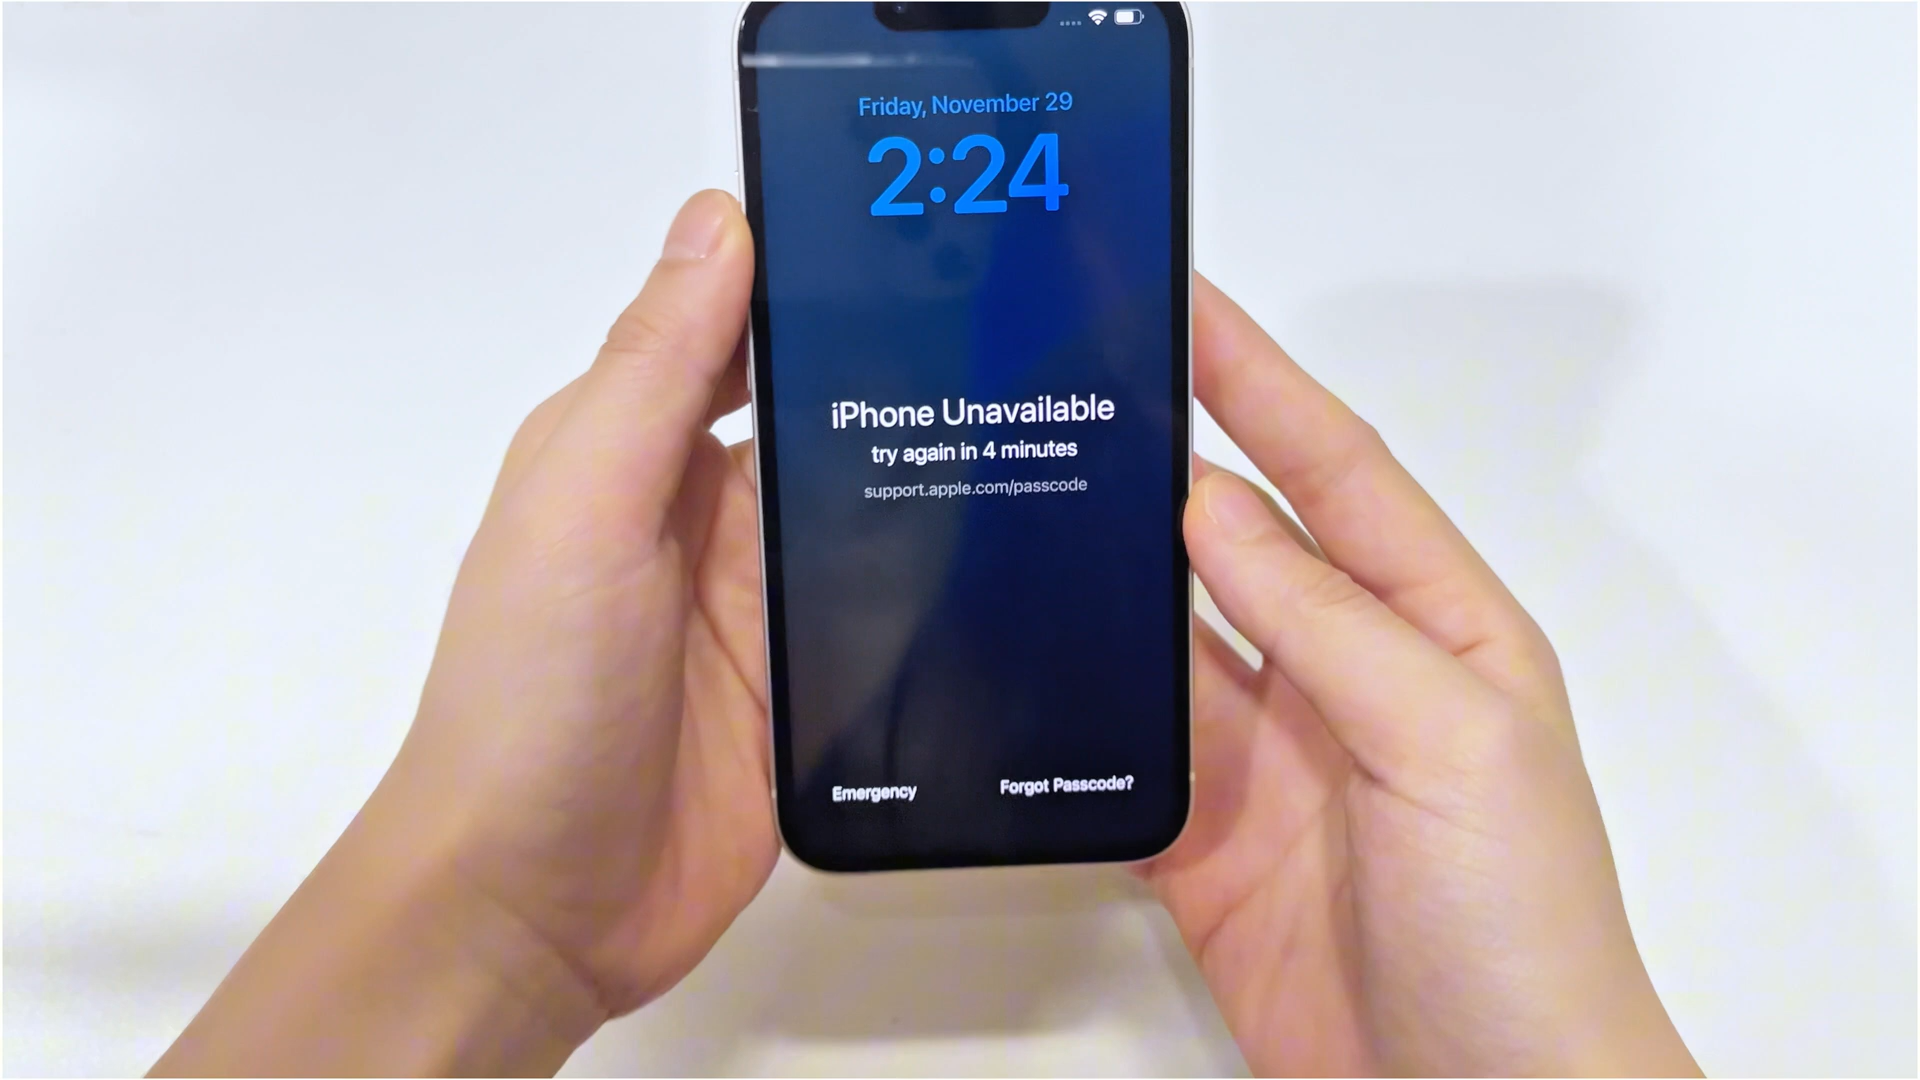 Friday, November 29
2:24
iPhone Unavailable
try again in 4 minutes
support.apple.com/passcode
Emergency
Forgot Passcode?